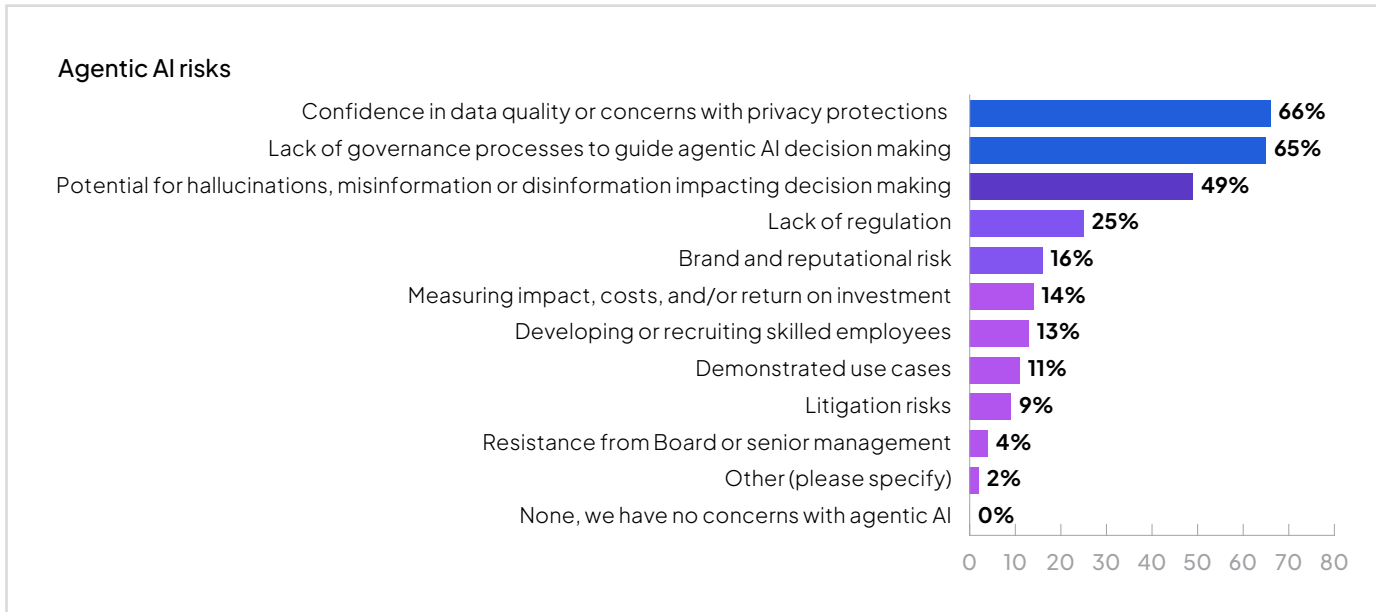 Agentic AI risks
Confidence in data quality or concerns with privacy protections 66%
Lack of governance processes to guide agentic AI decision making 65%
Potential for hallucinations, misinformation or disinformation impacting decision making 49%
Lack of regulation 25%
Brand and reputational risk 16%
Measuring impact, costs, and/or return on investment 14%
Developing or recruiting skilled employees 13%
Demonstrated use cases 11%
Litigation risks 9%
Resistance from Board or senior management 4%
Other (please specify) 2%
None, we have no concerns with agentic AI 0%
0 10 20 30 40 50 60 70 80